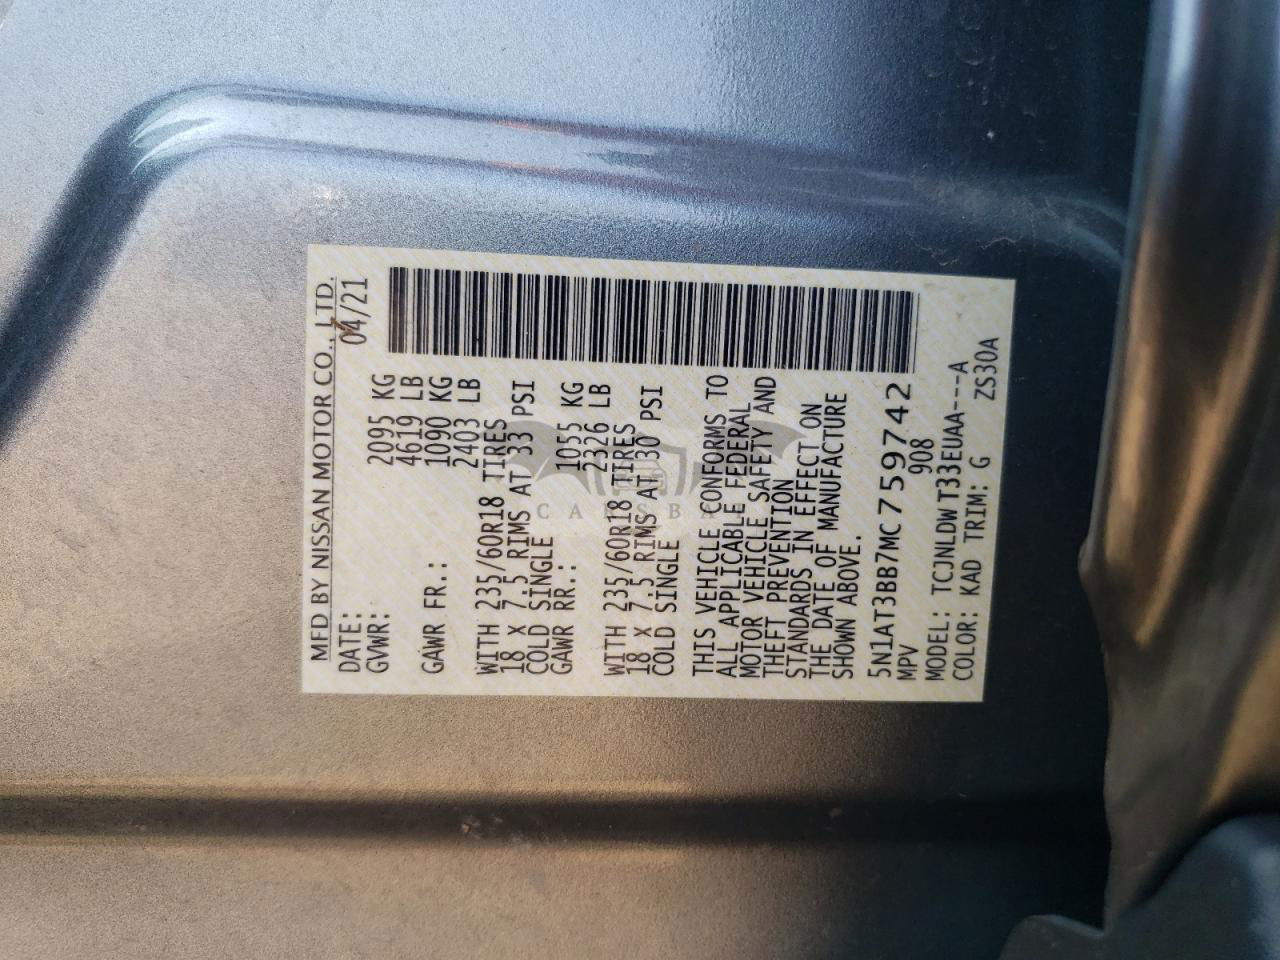 MFD BY NISSAN MOTOR CO., LTD.
DATE: 04/21
GVWR: 2095 KG
4619 LB
GAWR FR.: 1090 KG
2403 LB
WITH 235/60R18 TIRES
18 X 7.5 RIMS AT 33 PSI
COLD SINGLE
GAWR RR.: 1055 KG
2326 LB
WITH 235/60R18 TIRES
18 X 7.5 RIMS AT 30 PSI
COLD SINGLE
THIS VEHICLE CONFORMS TO
ALL APPLICABLE FEDERAL
MOTOR VEHICLE SAFETY AND
THEFT PREVENTION
STANDARDS IN EFFECT ON
THE DATE OF MANUFACTURE
SHOWN ABOVE.
5N1AT3BB7MC759742
MPV 908
MODEL: TCJNLDW T33EUAA---A
COLOR: KAD TRIM: G ZS30A